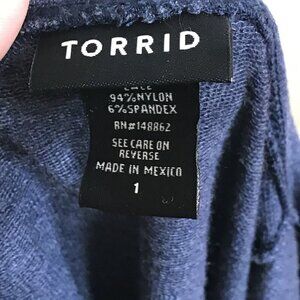 TORRID
94% NYLON
6% SPANDEX
RN#148862
SEE CARE ON
REVERSE
MADE IN MEXICO
1